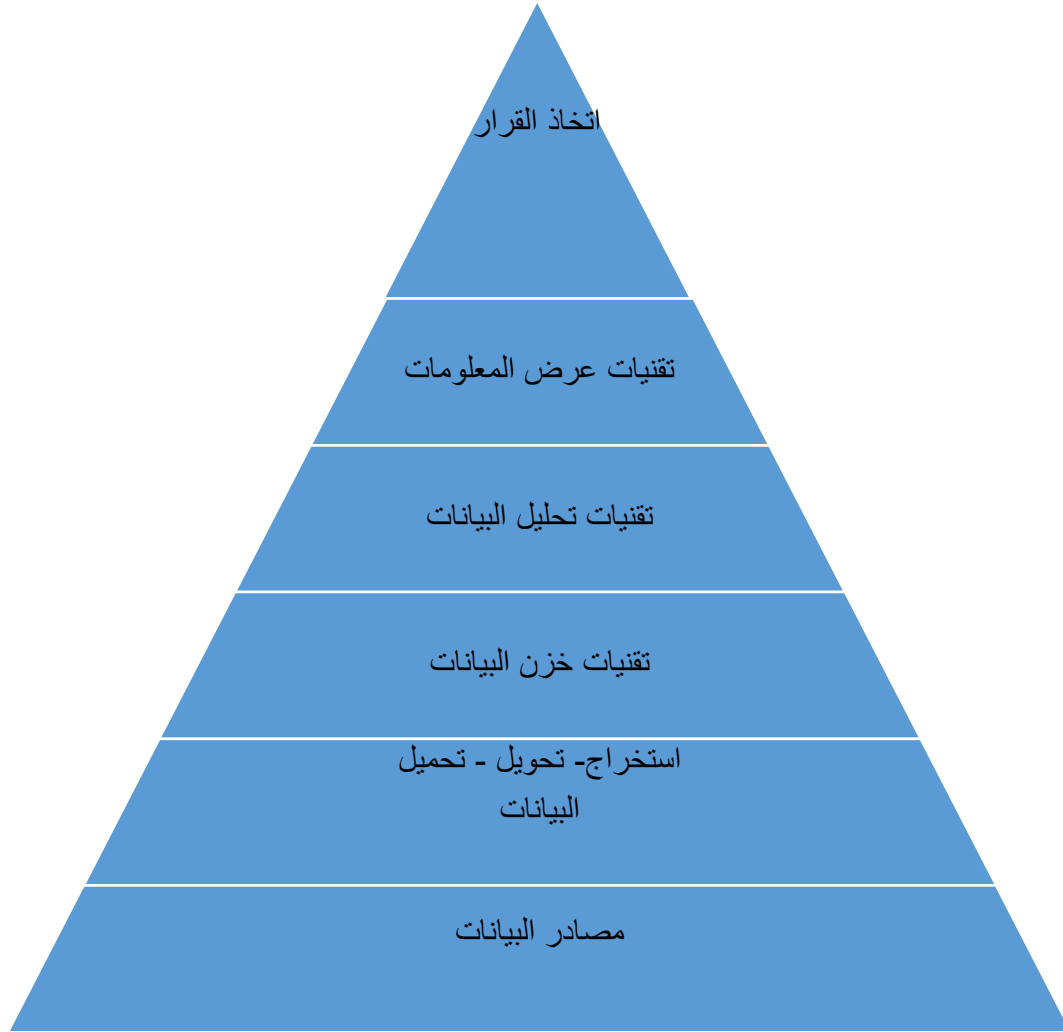 اتخاذ القرار
تقنيات عرض المعلومات
تقنيات تحليل البيانات
تقنيات خزن البيانات
استخراج- تحويل - تحميل
البيانات
مصادر البيانات